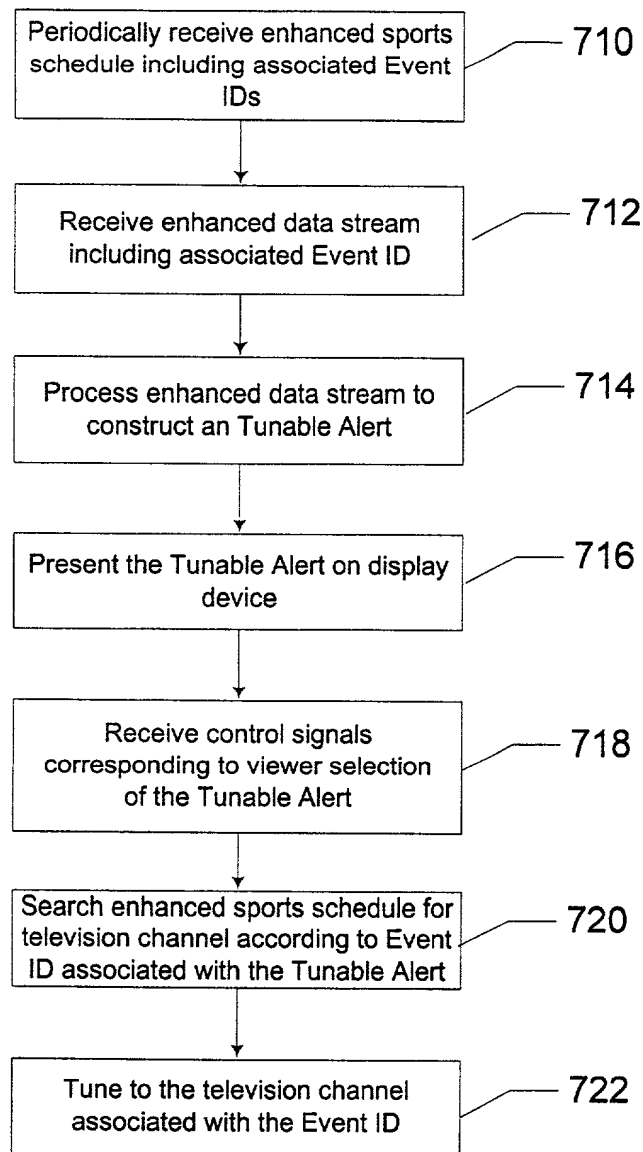 Periodically receive enhanced sports
schedule including associated Event
IDs
710
Receive enhanced data stream
including associated Event ID
712
Process enhanced data stream to
construct an Tunable Alert
714
Present the Tunable Alert on display
device
716
Receive control signals
corresponding to viewer selection
of the Tunable Alert
718
Search enhanced sports schedule for
television channel according to Event
ID associated with the Tunable Alert
720
Tune to the television channel
associated with the Event ID
722